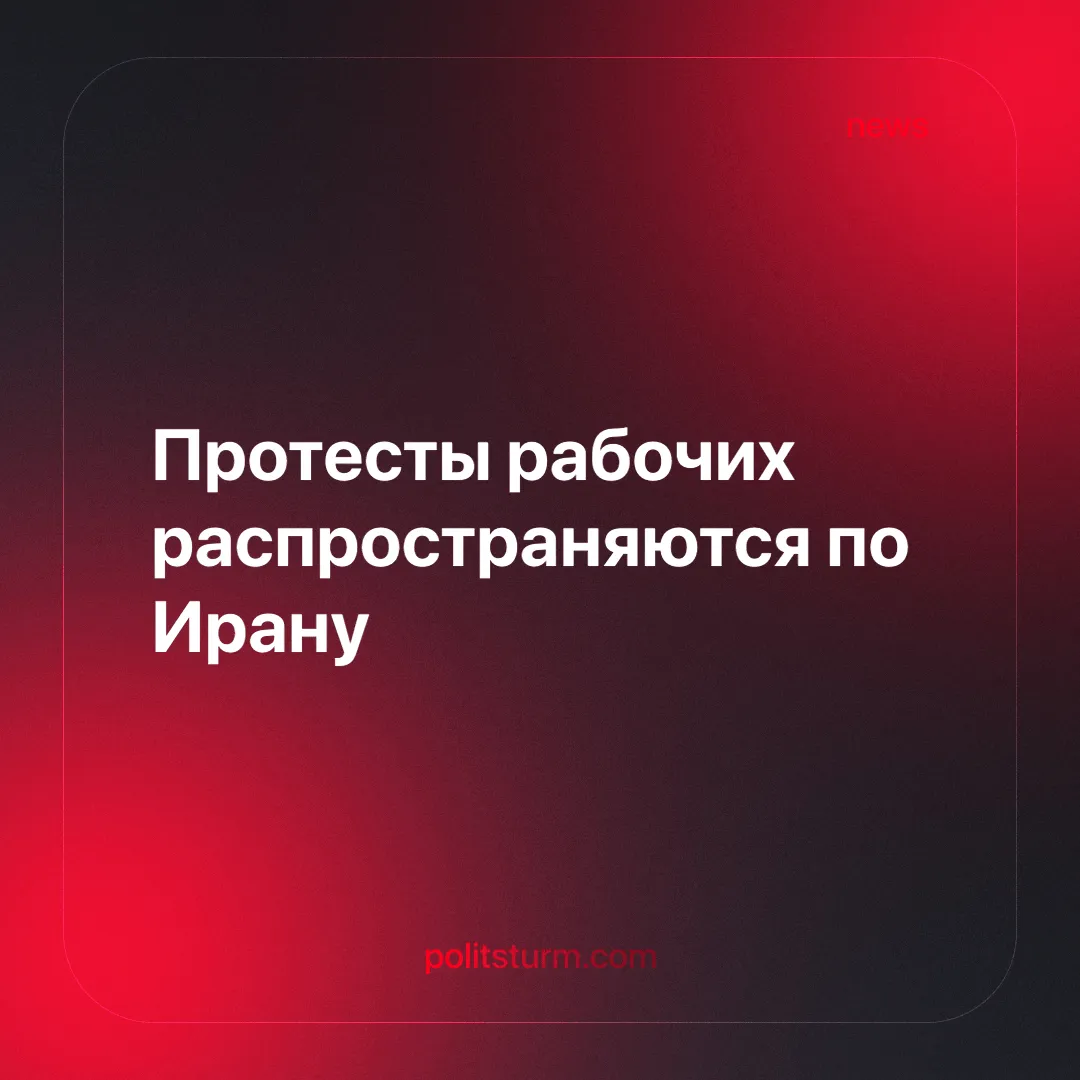 news
Протесты рабочих
распространяются по
Ирану
politsturm.com